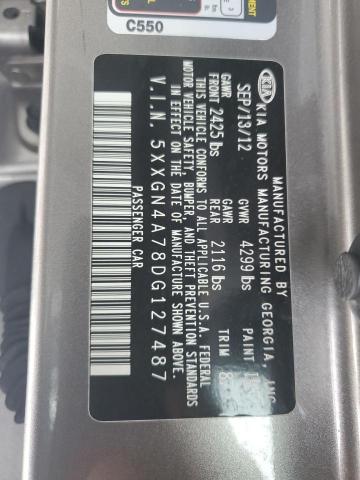 C550
MANUFACTURED BY
KIA KIA MOTORS MANUFACTURING GEORGIA,
SEP/13/12 GVWR 4299 lbs PAINT
GAWR FRONT 2425 lbs GAWR REAR 2116 lbs TRIM
THIS VEHICLE CONFORMS TO ALL APPLICABLE U.S.A. FEDERAL
MOTOR VEHICLE SAFETY, BUMPER, AND THEFT PREVENTION STANDARDS
IN EFFECT ON THE DATE OF MANUFACTURE SHOWN ABOVE.
V.I.N. 5XXGN4A78DG127487
PASSENGER CAR